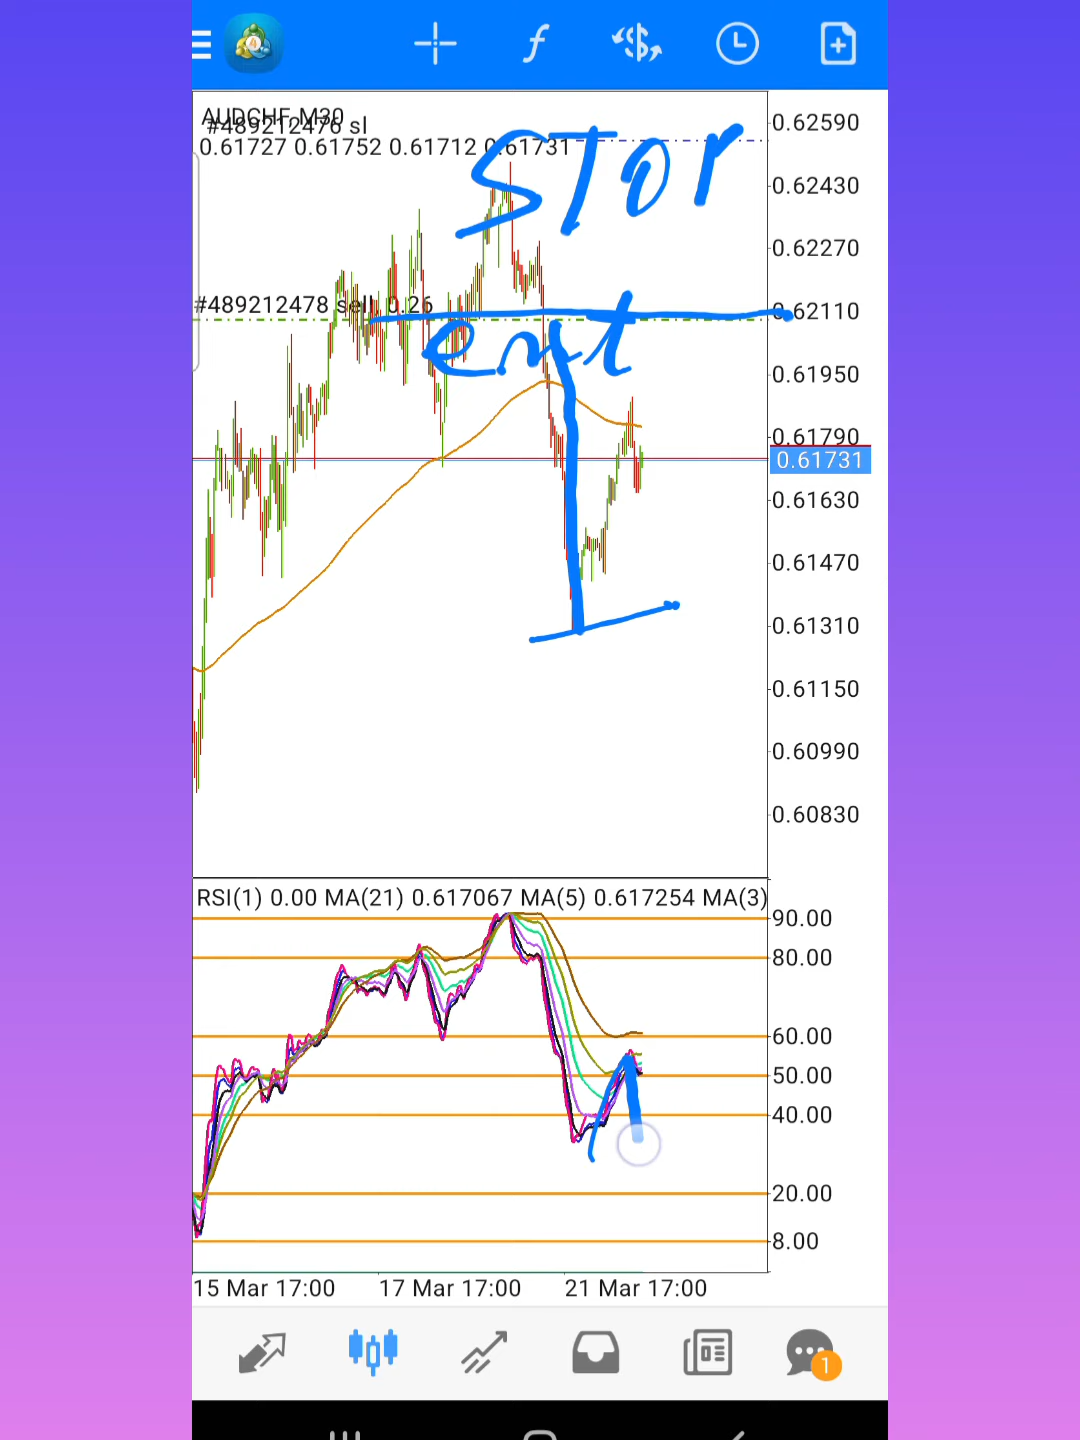 AUDCHF,M30
#489212476 sl
0.61727 0.61752 0.61712 0.61731
STOP
#489212478 sell 0.26
ent
0.62590
0.62430
0.62270
0.62110
0.61950
0.61790
0.61731
0.61630
0.61470
0.61310
0.61150
0.60990
0.60830
RSI(1) 0.00 MA(21) 0.617067 MA(5) 0.617254 MA(3)
90.00
80.00
60.00
50.00
40.00
20.00
8.00
15 Mar 17:00 17 Mar 17:00 21 Mar 17:00
1